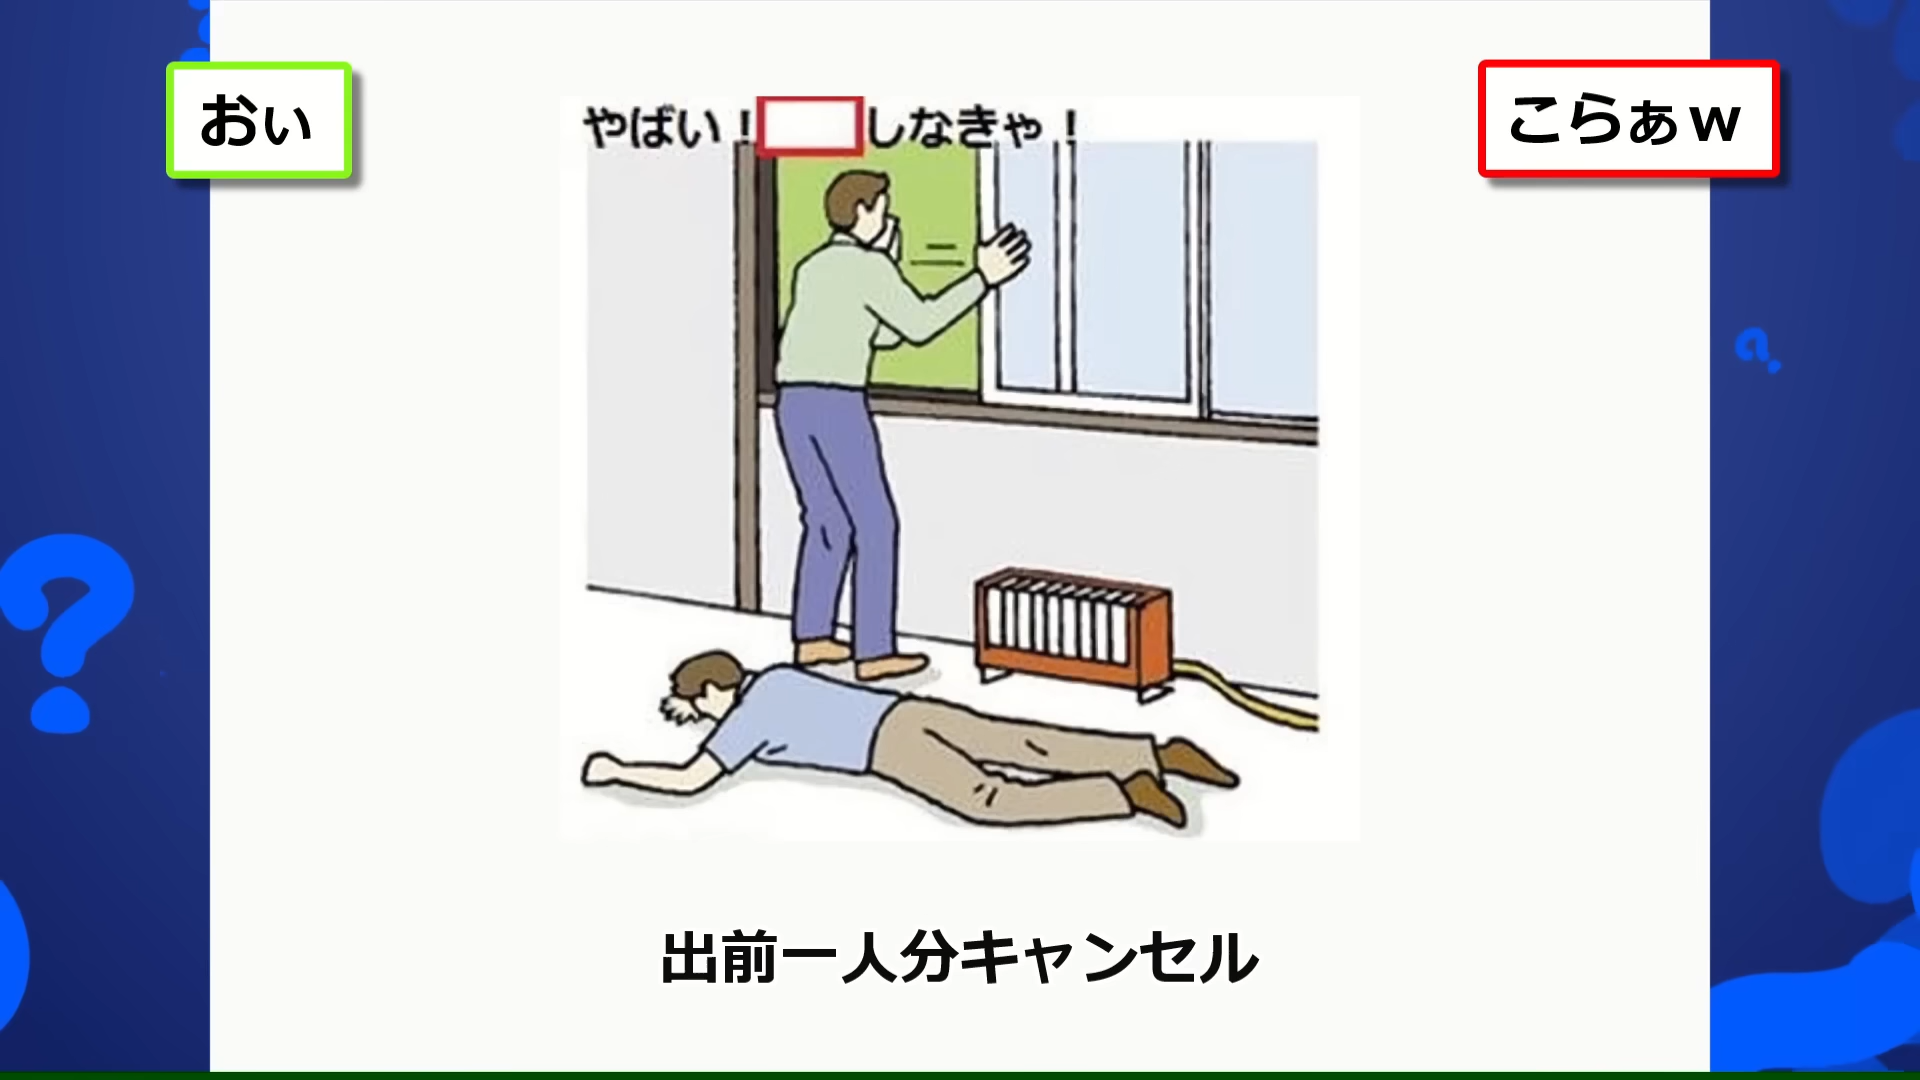 おぃ
こらぁw
やばい！しなきゃ！
出前一人分キャンセル